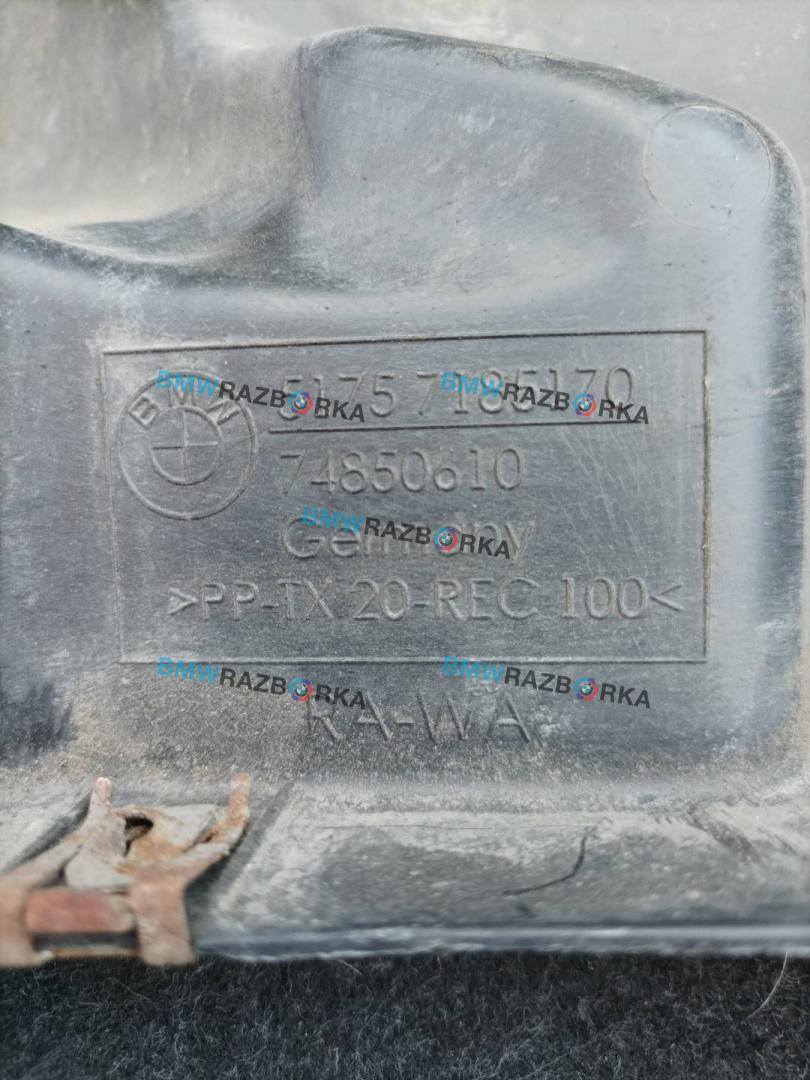 BMW
5175 7185170
74850610
Germany
>PP-TX 20-REC 100<
RA-WA
BMWRAZBORKA
BMWRAZBORKA
BMWRAZBORKA
BMWRAZBORKA
BMWRAZBORKA